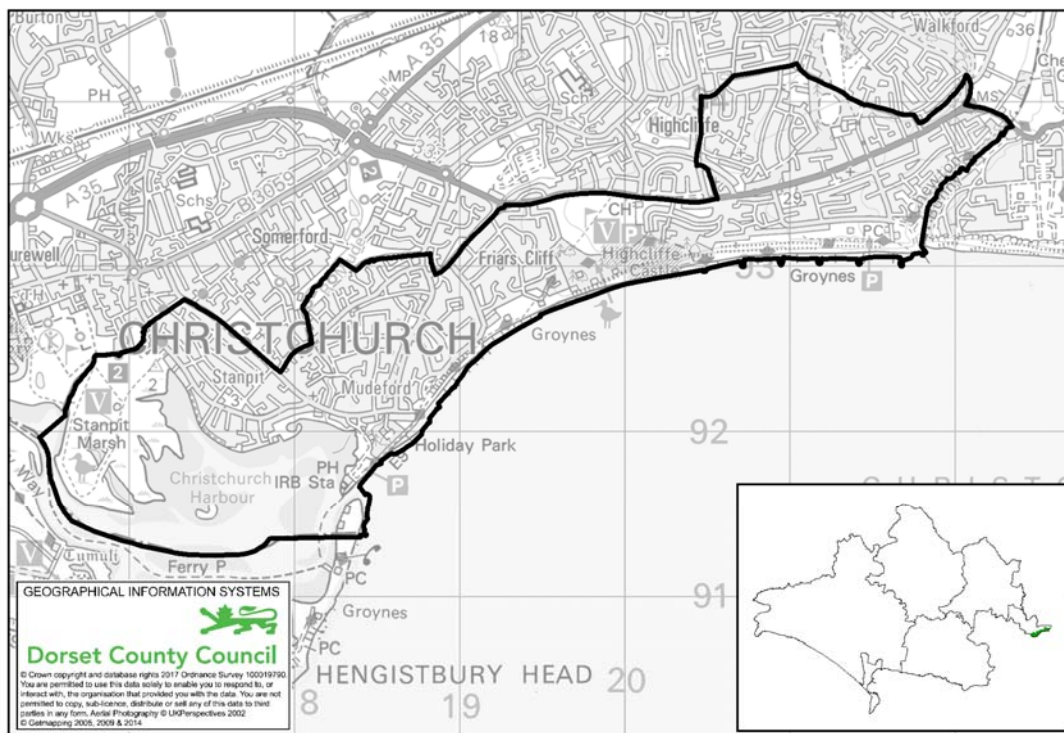 Burton
PH
Wks
18
A 35
MP
Sch
Walkford
36
MS
Che
Highcliffe
A 35
B3059
Schs
Somerford
Friars Cliff
CH
V
P
Highcliffe
Castle
29
PC
93
Groynes
P
Groynes
urewell
TH
CHRISTCHURCH
2
2
V
Stanpit
Marsh
Stanpit
3
Mudeford
Holiday Park
92
Christchurch
Harbour
PH
IRB Sta
P
Way
V
Tumuli
Ferry P
PC
Groynes
PC
91
HENGISTBURY HEAD
8
19
20
GEOGRAPHICAL INFORMATION SYSTEMS
Dorset County Council
© Crown copyright and database rights 2017 Ordnance Survey 100019790.
You are permitted to use this data solely to enable you to respond to, or
interact with, the organisation that provided you with the data. You are not
permitted to copy, sub-licence, distribute or sell any of this data to third
parties in any form. Aerial Photography © UKPerspectives 2002
© Getmapping 2005, 2009 & 2014